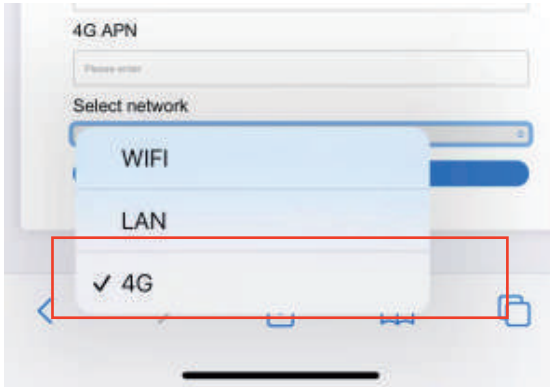 4G APN
Please enter
Select network
WIFI
LAN
4G